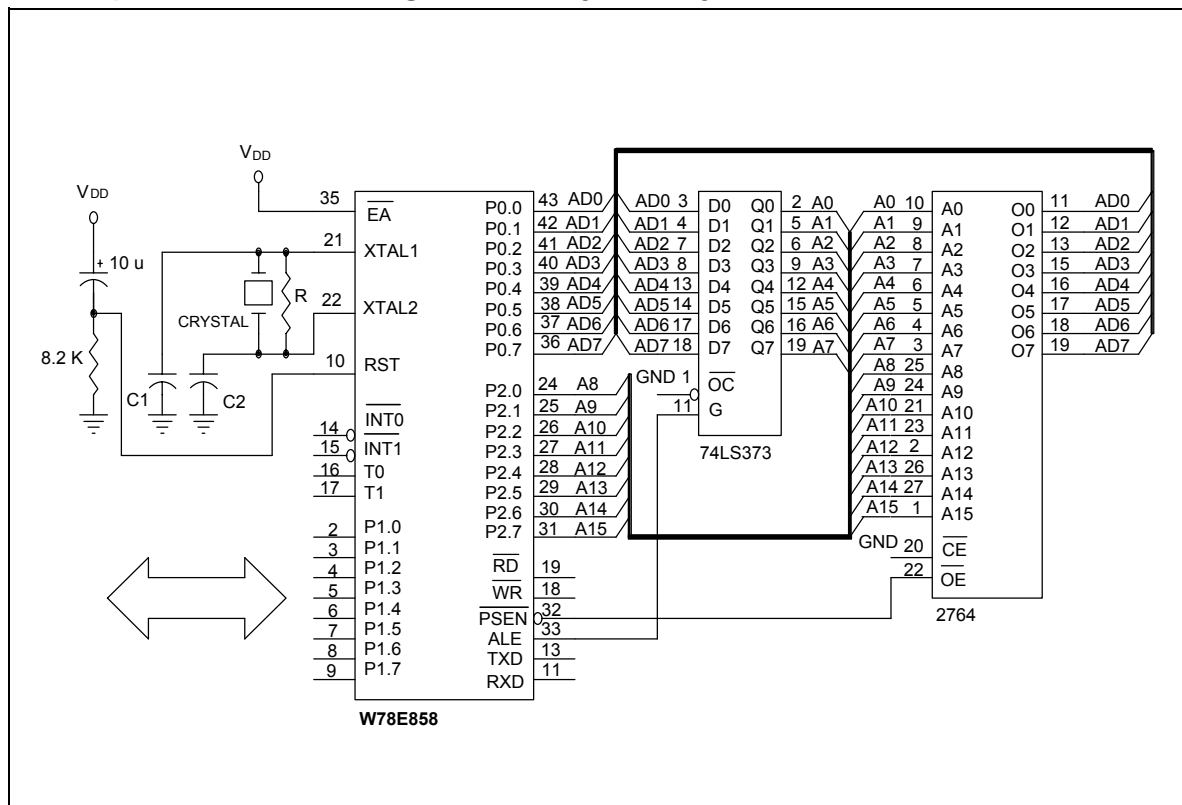 VDD
VDD
10 u
8.2 K
C1
C2
CRYSTAL
R
35 EA
21 XTAL1
22 XTAL2
10 RST
INT0
14
INT1
15
16 T0
17 T1
2 P1.0
3 P1.1
4 P1.2
5 P1.3
6 P1.4
7 P1.5
8 P1.6
9 P1.7
P0.0 43 AD0
P0.1 42 AD1
P0.2 41 AD2
P0.3 40 AD3
P0.4 39 AD4
P0.5 38 AD5
P0.6 37 AD6
P0.7 36 AD7
P2.0 24 A8
P2.1 25 A9
P2.2 26 A10
P2.3 27 A11
P2.4 28 A12
P2.5 29 A13
P2.6 30 A14
P2.7 31 A15
RD 19
WR 18
PSEN 32
ALE 33
TXD 13
RXD 11
W78E858
AD0 3 D0 Q0 2 A0
AD1 4 D1 Q1 5 A1
AD2 7 D2 Q2 6 A2
AD3 8 D3 Q3 9 A3
AD4 13 D4 Q4 12 A4
AD5 14 D5 Q5 15 A5
AD6 17 D6 Q6 16 A6
AD7 18 D7 Q7 19 A7
GND 1 OC
11 G
74LS373
A0 10 A0 O0 11 AD0
A1 9 A1 O1 12 AD1
A2 8 A2 O2 13 AD2
A3 7 A3 O3 15 AD3
A4 6 A4 O4 16 AD4
A5 5 A5 O5 17 AD5
A6 4 A6 O6 18 AD6
A7 3 A7 O7 19 AD7
A8 25 A8
A9 24 A9
A10 21 A10
A11 23 A11
A12 2 A12
A13 26 A13
A14 27 A14
A15 1 A15
GND 20 CE
22 OE
2764